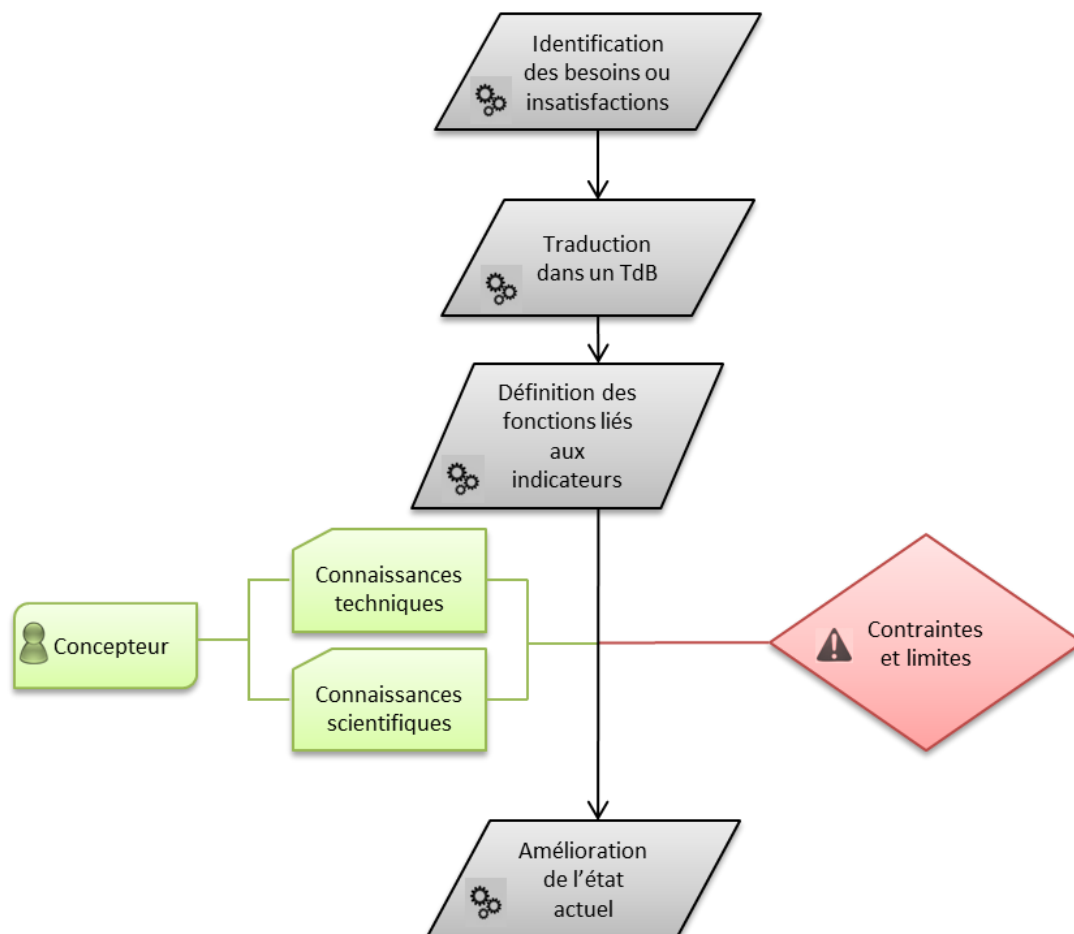 Identification
des besoins ou
insatisfactions
Traduction
dans un TdB
Définition des
fonctions liés
aux
indicateurs
Connaissances
techniques
Concepteur
Connaissances
scientifiques
Contraintes
et limites
Amélioration
de l'état
actuel